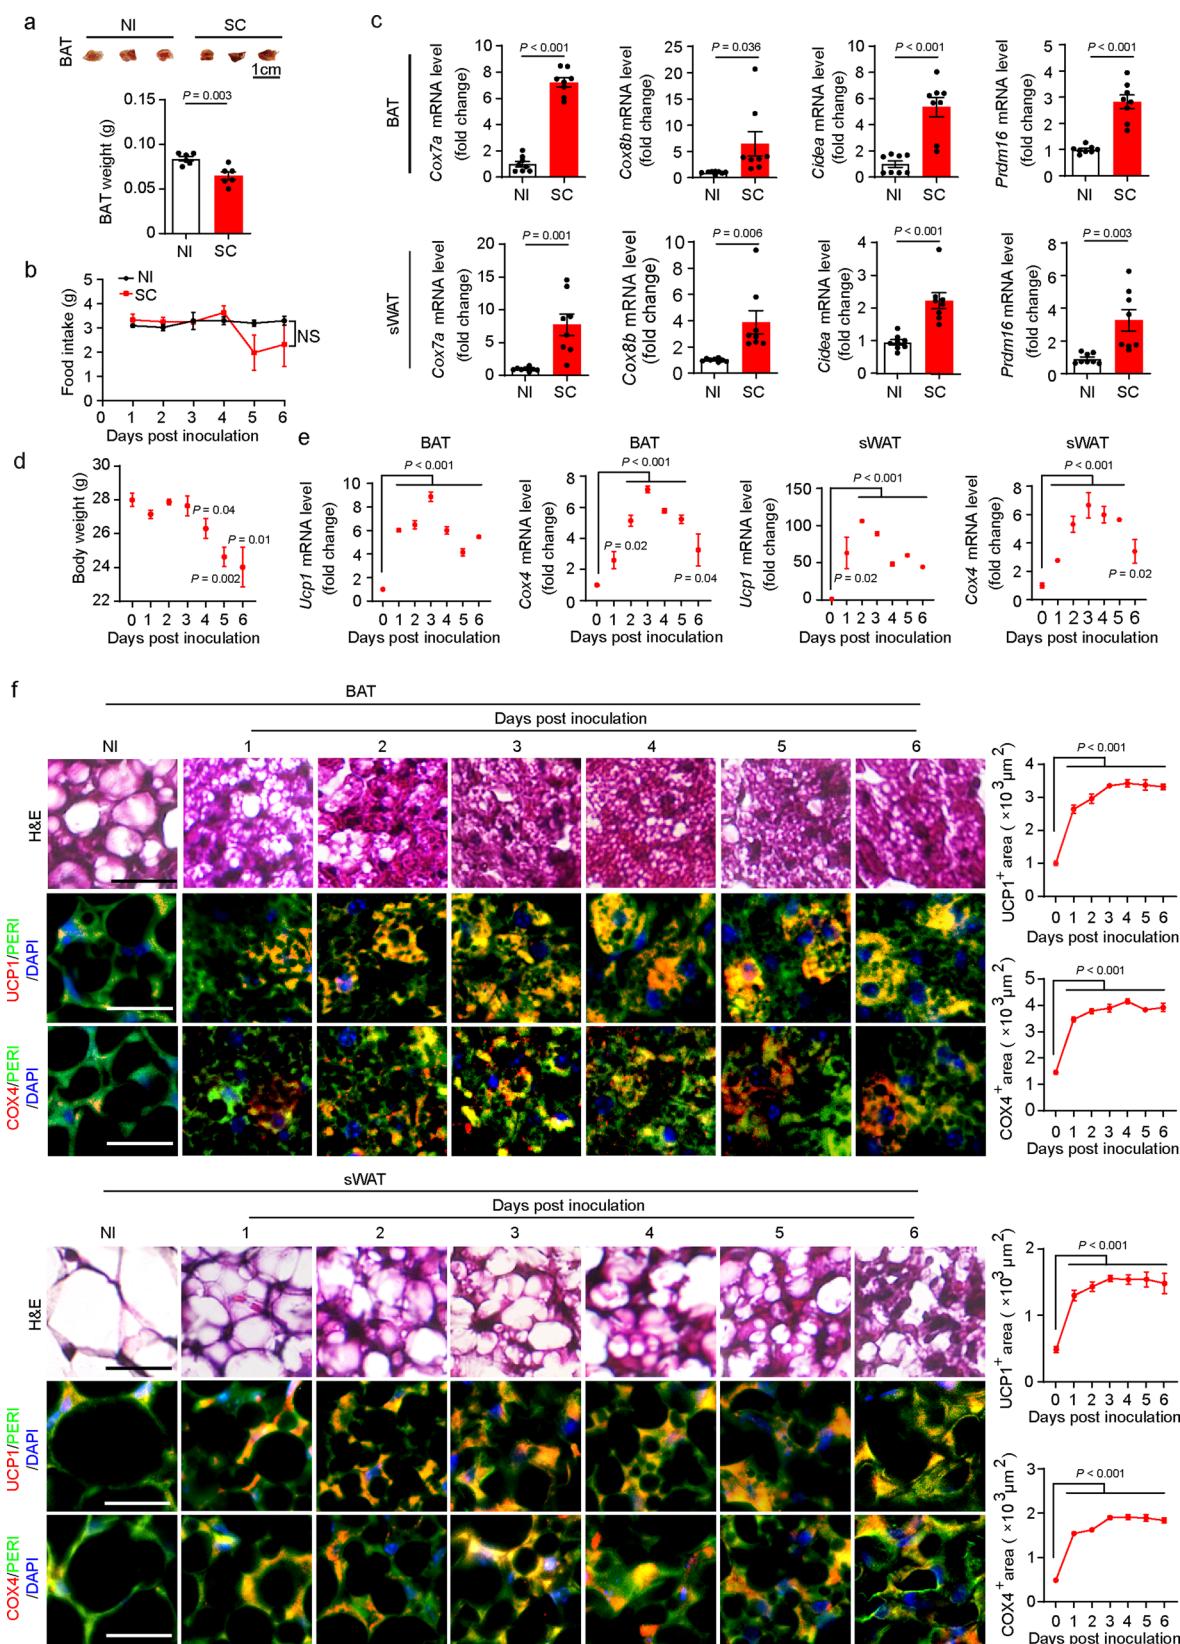 a
NI SC
BAT
1cm
P = 0.003
BAT weight (g)
0.15
0.10
0.05
0
NI SC
b
NI
SC
Food intake (g)
5
4
3
2
1
0
NS
0 1 2 3 4 5 6
Days post inoculation
c
BAT
Cox7a mRNA level
(fold change)
P < 0.001
10
8
6
4
2
0
NI SC
Cox8b mRNA level
(fold change)
P = 0.036
25
20
15
10
5
0
NI SC
Cidea mRNA level
(fold change)
P < 0.001
10
8
6
4
2
0
NI SC
Prdm16 mRNA level
(fold change)
P < 0.001
5
4
3
2
1
0
NI SC
sWAT
Cox7a mRNA level
(fold change)
P = 0.001
20
15
10
5
0
NI SC
Cox8b mRNA level
(fold change)
P = 0.006
10
8
6
4
2
0
NI SC
Cidea mRNA level
(fold change)
P < 0.001
4
3
2
1
0
NI SC
Prdm16 mRNA level
(fold change)
P = 0.003
8
6
4
2
0
NI SC
d
Body weight (g)
30
28
26
24
22
P = 0.04
P = 0.01
P = 0.002
0 1 2 3 4 5 6
Days post inoculation
e
BAT
Ucp1 mRNA level
(fold change)
P < 0.001
10
8
6
4
2
0
0 1 2 3 4 5 6
Days post inoculation
BAT
Cox4 mRNA level
(fold change)
P < 0.001
8
6
4
2
0
P = 0.02
P = 0.04
0 1 2 3 4 5 6
Days post inoculation
sWAT
Ucp1 mRNA level
(fold change)
P < 0.001
150
100
50
0
P = 0.02
0 1 2 3 4 5 6
Days post inoculation
sWAT
Cox4 mRNA level
(fold change)
P < 0.001
8
6
4
2
0
P = 0.02
0 1 2 3 4 5 6
Days post inoculation
f
BAT
Days post inoculation
NI 1 2 3 4 5 6
H&E
UCP1/PERI
/DAPI
COX4/PERI
/DAPI
UCP1+ area ( ×10 3 μm 2)
P < 0.001
4
3
2
1
0
0 1 2 3 4 5 6
Days post inoculation
COX4 + area ( ×10 3 μm 2)
P < 0.001
5
4
3
2
1
0
0 1 2 3 4 5 6
Days post inoculation
sWAT
Days post inoculation
NI 1 2 3 4 5 6
H&E
UCP1/PERI
/DAPI
COX4/PERI
/DAPI
UCP1+ area ( ×10 3 μm 2)
P < 0.001
2
1
0
0 1 2 3 4 5 6
Days post inoculation
COX4 + area ( ×10 3 μm 2)
P < 0.001
3
2
1
0
0 1 2 3 4 5 6
Days post inoculation